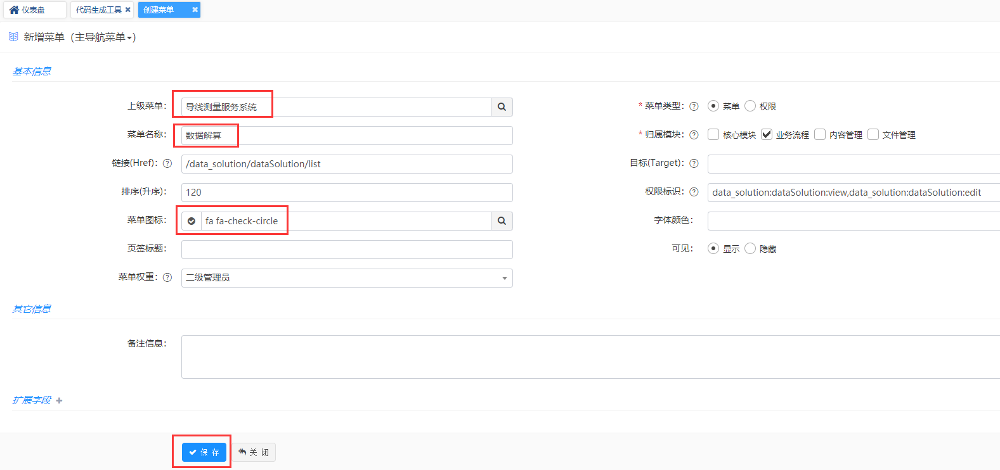 仪表盘 代码生成工具 创建菜单
新增菜单（主导航菜单）
基本信息
上级菜单： 导线测量服务系统 * 菜单类型： 菜单 权限
菜单名称： 数据解算 * 归属模块： 核心模块 业务流程 内容管理 文件管理
链接(Href)： /data_solution/dataSolution/list 目标(Target)：
排序(升序)： 120 权限标识： data_solution:dataSolution:view,data_solution:dataSolution:edit
菜单图标： fa fa-check-circle 字体颜色：
页签标题： 可见： 显示 隐藏
菜单权重： 二级管理员
其它信息
备注信息：
扩展字段
保 存 关 闭